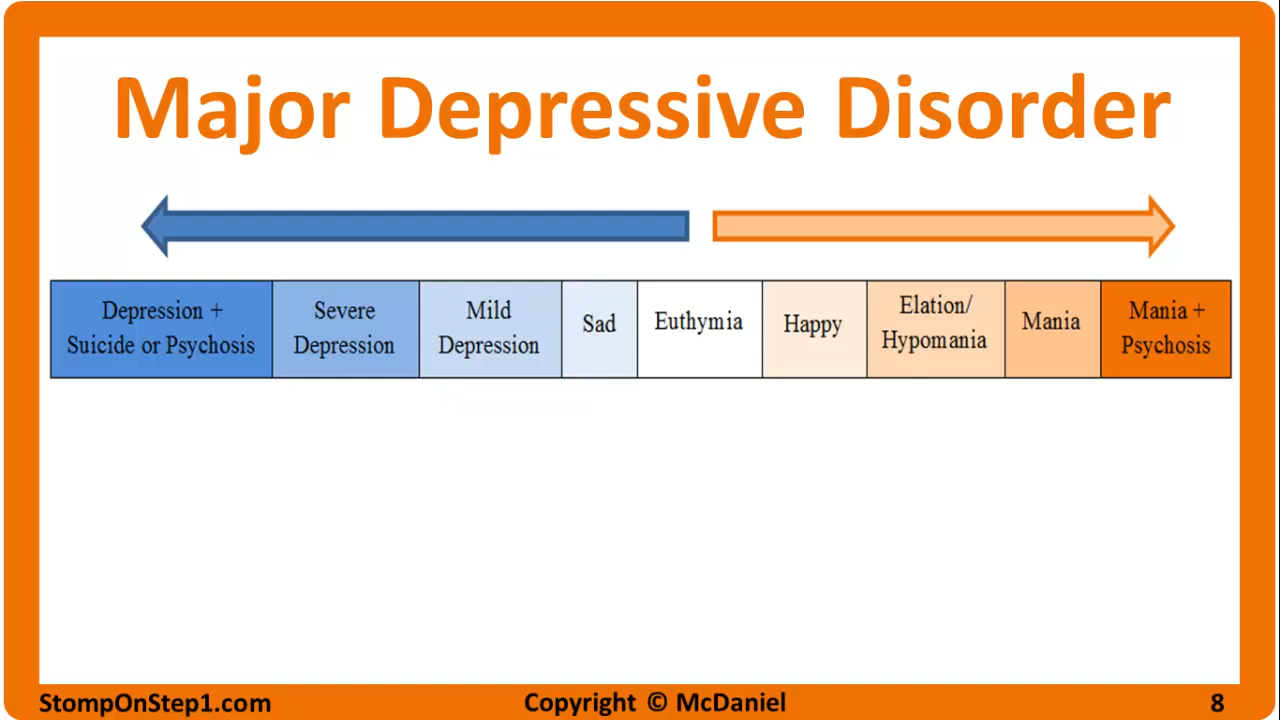 Major Depressive Disorder
Depression +
Suicide or Psychosis
Severe
Depression
Mild
Depression
Sad
Euthymia
Happy
Elation/
Hypomania
Mania
Mania +
Psychosis
StompOnStep1.com
Copyright © McDaniel
8